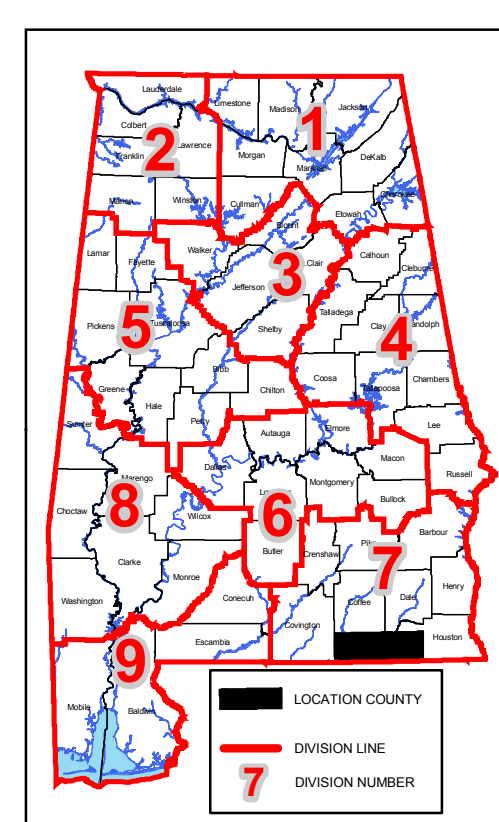 Lauderdale
Limestone
Madison
Jackson
1
Colbert
2
Lawrence
Franklin
Morgan
Marshall
DeKalb
Cherokee
Marion
Winston
Cullman
Etowah
Blount
Lamar
Fayette
Walker
3
Clair
Calhoun
Cleburne
Jefferson
5
Talladega
Pickens
Tuscaloosa
Shelby
Clay
4
Randolph
Bibb
Greene
Hale
Chilton
Coosa
Tallapoosa
Chambers
Perry
Sumter
Autauga
Elmore
Lee
Macon
Dallas
Marengo
Montgomery
Russell
8
Choctaw
Wilcox
6
Bullock
Barbour
Butler
Crenshaw
Pike
7
Clarke
Monroe
Washington
Conecuh
Covington
Coffee
Dale
Henry
Escambia
Houston
9
Mobile
Baldwin
LOCATION COUNTY
DIVISION LINE
7 DIVISION NUMBER